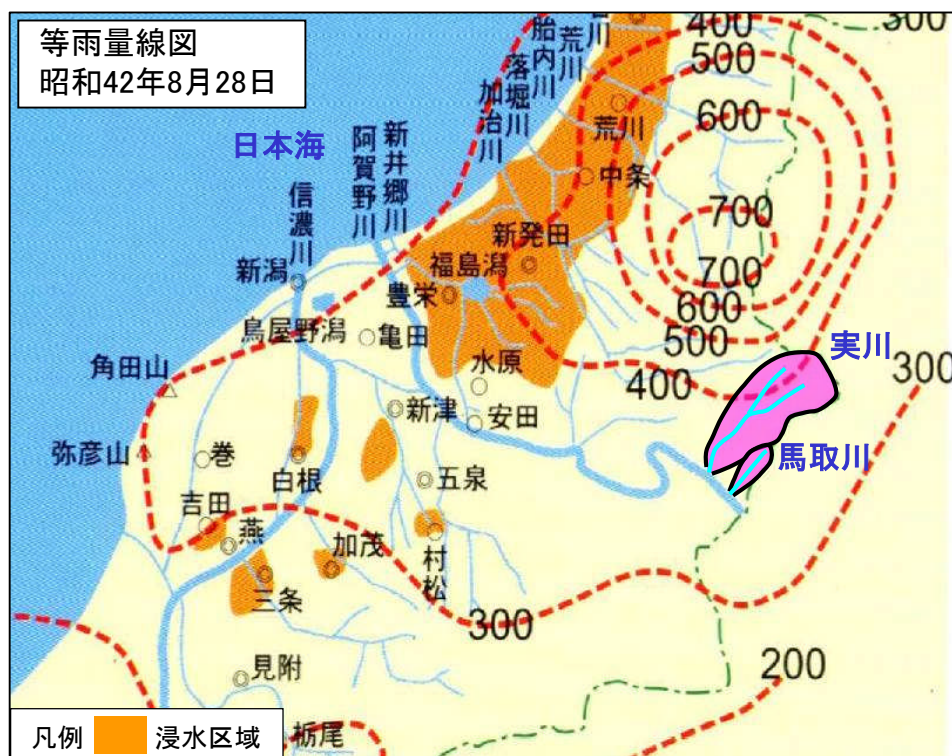 等雨量線図
昭和42年8月28日
日本海
胎内川
荒川
落堀川
加治川
新井郷川
阿賀野川
信濃川
300
400
500
600
700
700
600
500
400
荒川
中条
新発田
福島潟
豊栄
新潟
鳥屋野潟
亀田
水原
角田山
新津
安田
実川
300
馬取川
弥彦山
巻
白根
五泉
吉田
燕
加茂
村松
三条
300
見附
200
栃尾
凡例
浸水区域